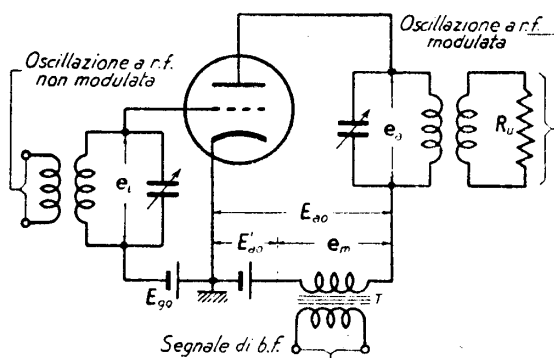 Oscillazione a r.f.
modulata
Oscillazione a r.f.
non modulata
e_i
e_a
R_u
E_ao
E'_ao
e_m
E_go
T
Segnale di b.f.